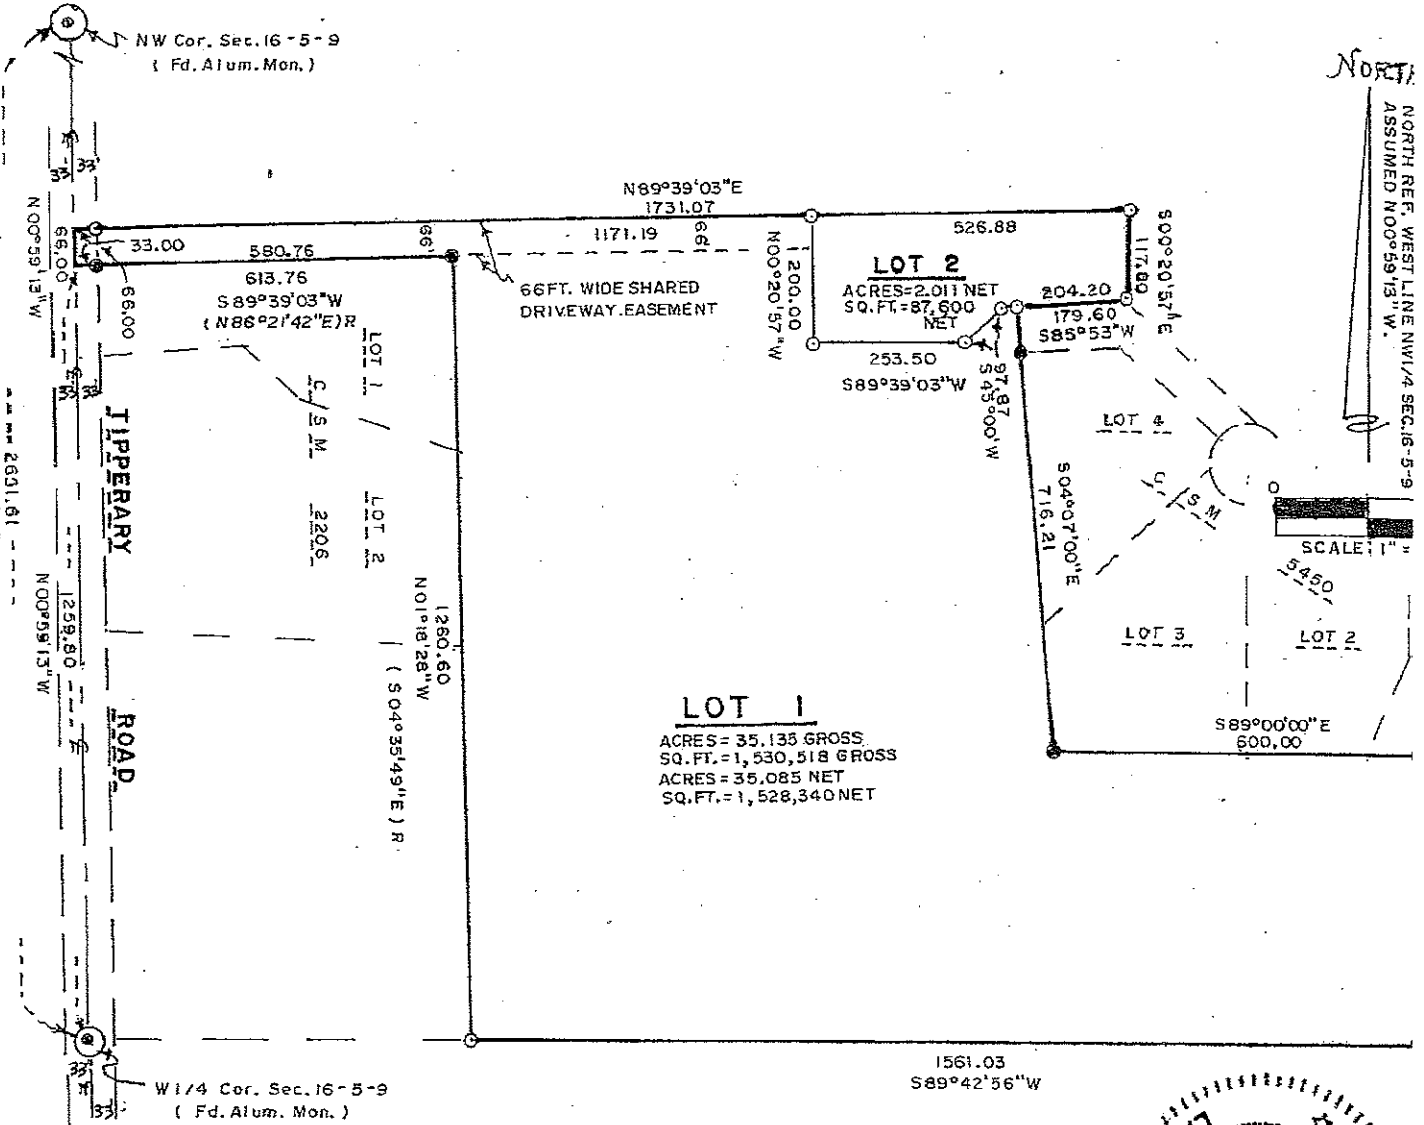 NW Cor. Sec. 16-5-9
( Fd. Alum. Mon. )
NORTH
NORTH REF. WEST LINE NW1/4 SEC.16-5-9
ASSUMED N00°59'13"W.
33'
33'
N00°59'13"W
66.00
33.00
66.00
N89°39'03"E
1731.07
580.76
66'
1171.19
66'
526.88
613.76
S89°39'03"W
(N86°21'42"E)R
66FT. WIDE SHARED
DRIVEWAY EASEMENT
N00°20'57"W
200.00
LOT 2
ACRES=2.011 NET
SQ.FT.=87,600
NET
204.20
179.60
S85°53'W
S00°20'57"E
117.80
253.50
S89°39'03"W
97.87
S45°00'W
33'
33'
LOT 1
C S M
LOT 2
2206
TIPPERARY
ROAD
2631.61
1259.80
N00°59'13"W
1260.60
N01°18'28"W
( S04°35'49"E ) R
S04°07'00"E
716.21
LOT 4
C S M
5450
0
SCALE: 1" =
LOT 3
LOT 2
S89°00'00"E
600.00
LOT 1
ACRES = 35.135 GROSS
SQ.FT.=1,530,518 GROSS
ACRES = 35.085 NET
SQ.FT.=1,528,340 NET
1561.03
S89°42'56"W
W1/4 Cor. Sec. 16-5-9
( Fd. Alum. Mon. )
33'
33'